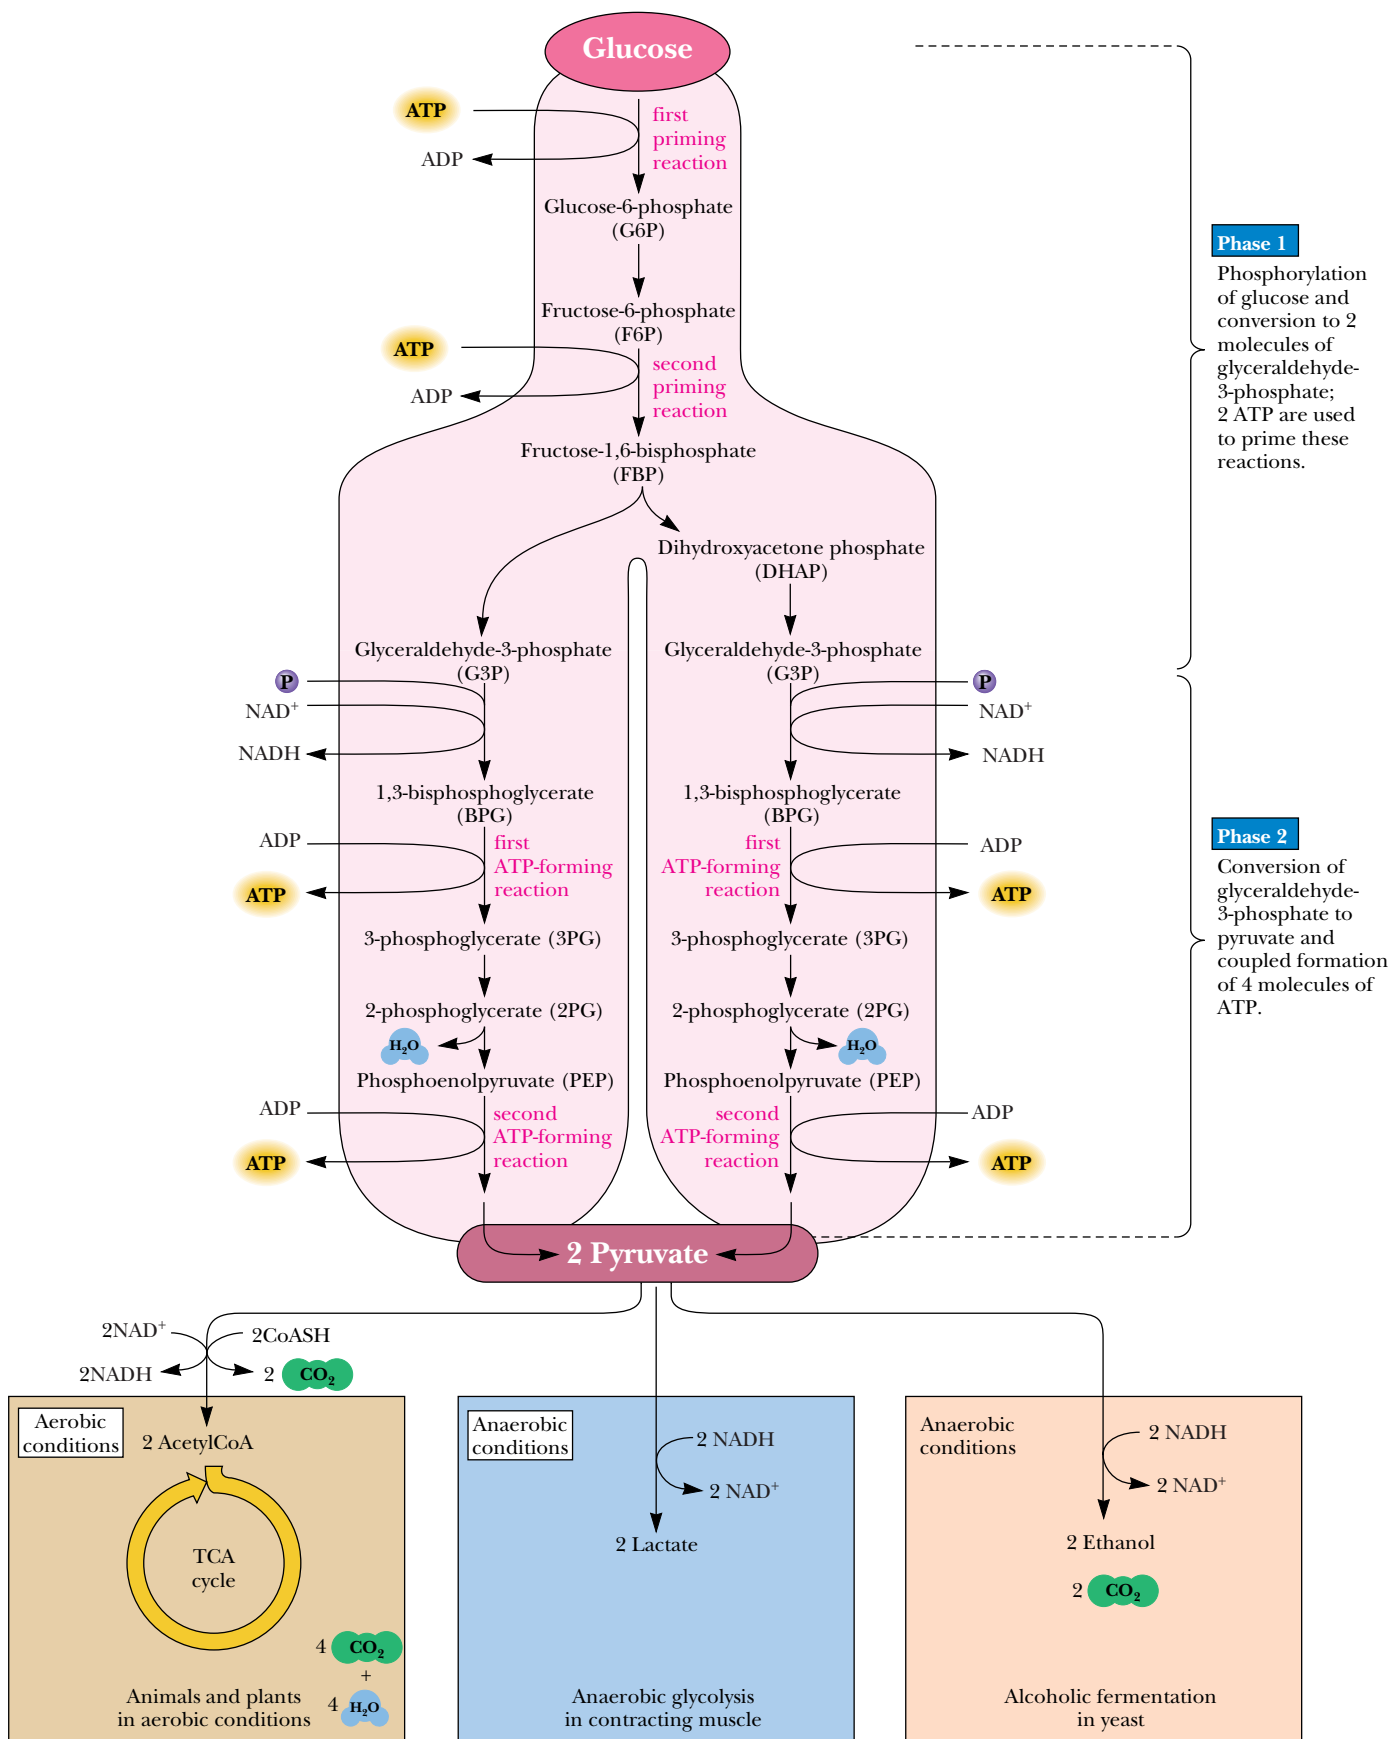 Glucose
ATP
first
priming
reaction
ADP
Glucose-6-phosphate
(G6P)
Fructose-6-phosphate
(F6P)
ATP
second
priming
reaction
ADP
Fructose-1,6-bisphosphate
(FBP)
Dihydroxyacetone phosphate
(DHAP)
Phase 1
Phosphorylation
of glucose and
conversion to 2
molecules of
glyceraldehyde-
3-phosphate;
2 ATP are used
to prime these
reactions.
Glyceraldehyde-3-phosphate
(G3P)
P
NAD⁺
NADH
1,3-bisphosphoglycerate
(BPG)
ADP
first
ATP-forming
reaction
ATP
3-phosphoglycerate (3PG)
2-phosphoglycerate (2PG)
H₂O
Phosphoenolpyruvate (PEP)
ADP
second
ATP-forming
reaction
ATP
Glyceraldehyde-3-phosphate
(G3P)
P
NAD⁺
NADH
1,3-bisphosphoglycerate
(BPG)
first
ATP-forming
reaction
ADP
ATP
3-phosphoglycerate (3PG)
2-phosphoglycerate (2PG)
H₂O
Phosphoenolpyruvate (PEP)
second
ATP-forming
reaction
ADP
ATP
Phase 2
Conversion of
glyceraldehyde-
3-phosphate to
pyruvate and
coupled formation
of 4 molecules of
ATP.
2 Pyruvate
2NAD⁺
2CoASH
2NADH
2 CO₂
Aerobic
conditions
2 AcetylCoA
TCA
cycle
4 CO₂
+
4 H₂O
Animals and plants
in aerobic conditions
Anaerobic
conditions
2 NADH
2 NAD⁺
2 Lactate
Anaerobic glycolysis
in contracting muscle
Anaerobic
conditions
2 NADH
2 NAD⁺
2 Ethanol
2 CO₂
Alcoholic fermentation
in yeast